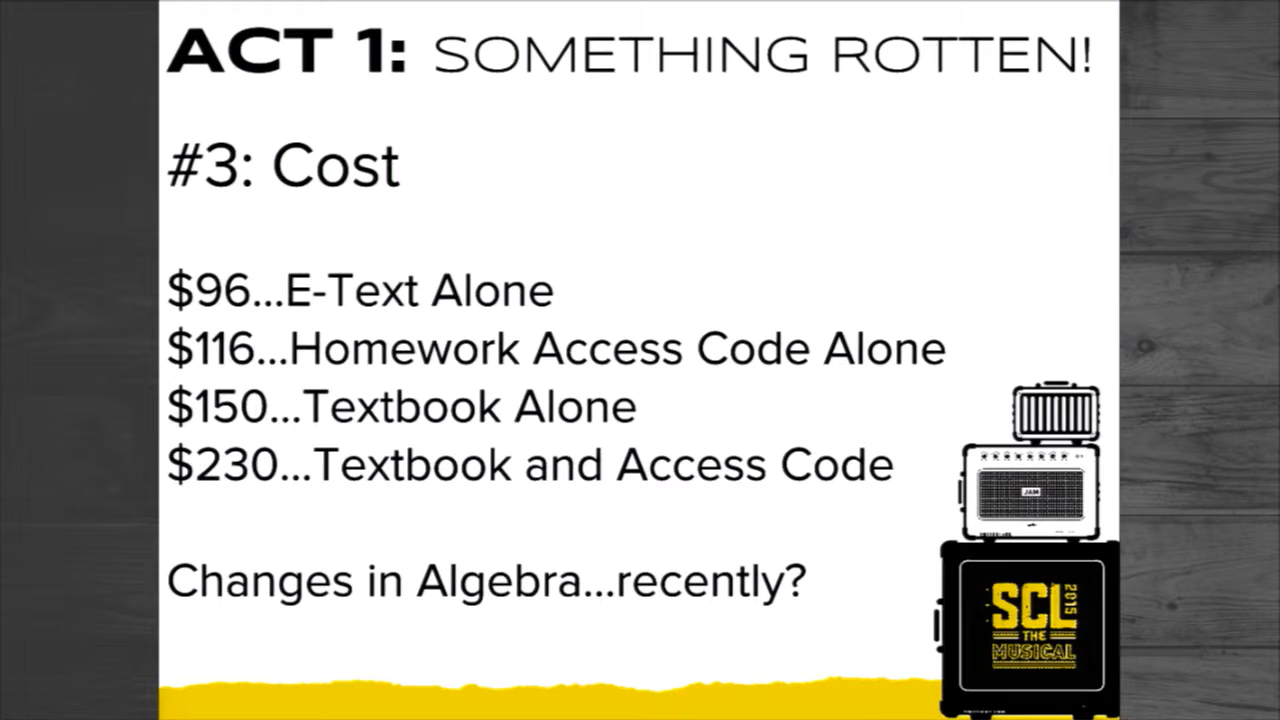 ACT 1: SOMETHING ROTTEN!
#3: Cost
$96...E-Text Alone
$116...Homework Access Code Alone
$150...Textbook Alone
$230...Textbook and Access Code
Changes in Algebra...recently?
JAM
SCL 2015
THE
MUSICAL